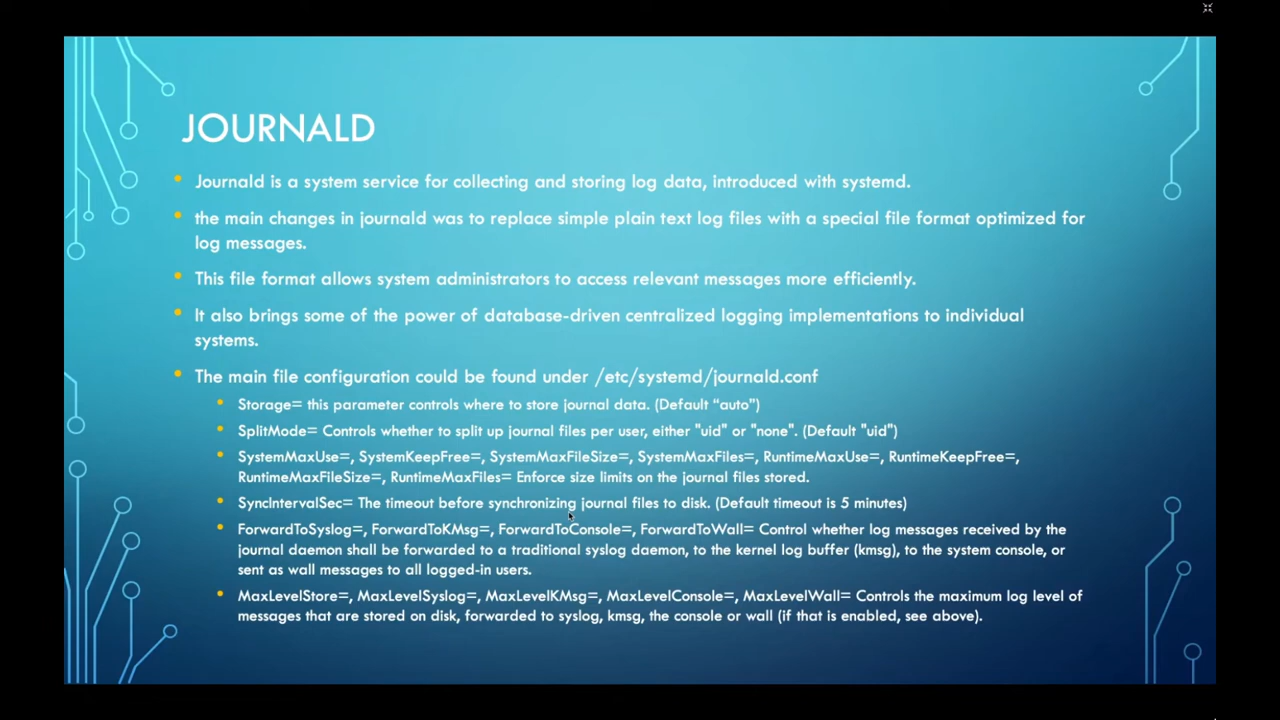 JOURNALD
Journald is a system service for collecting and storing log data, introduced with systemd.
the main changes in journald was to replace simple plain text log files with a special file format optimized for
log messages.
This file format allows system administrators to access relevant messages more efficiently.
It also brings some of the power of database-driven centralized logging implementations to individual
systems.
The main file configuration could be found under /etc/systemd/journald.conf
Storage= this parameter controls where to store journal data. (Default “auto”)
SplitMode= Controls whether to split up journal files per user, either "uid" or "none". (Default "uid")
SystemMaxUse=, SystemKeepFree=, SystemMaxFileSize=, SystemMaxFiles=, RuntimeMaxUse=, RuntimeKeepFree=,
RuntimeMaxFileSize=, RuntimeMaxFiles= Enforce size limits on the journal files stored.
SyncIntervalSec= The timeout before synchronizing journal files to disk. (Default timeout is 5 minutes)
ForwardToSyslog=, ForwardToKMsg=, ForwardToConsole=, ForwardToWall= Control whether log messages received by the
journal daemon shall be forwarded to a traditional syslog daemon, to the kernel log buffer (kmsg), to the system console, or
sent as wall messages to all logged-in users.
MaxLevelStore=, MaxLevelSyslog=, MaxLevelKMsg=, MaxLevelConsole=, MaxLevelWall= Controls the maximum log level of
messages that are stored on disk, forwarded to syslog, kmsg, the console or wall (if that is enabled, see above).